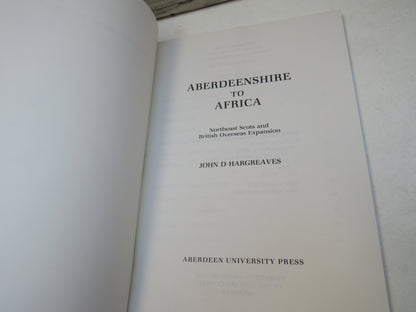 ABERDEENSHIRE
TO
AFRICA
Northeast Scots and
British Overseas Expansion
JOHN D HARGREAVES
ABERDEEN UNIVERSITY PRESS